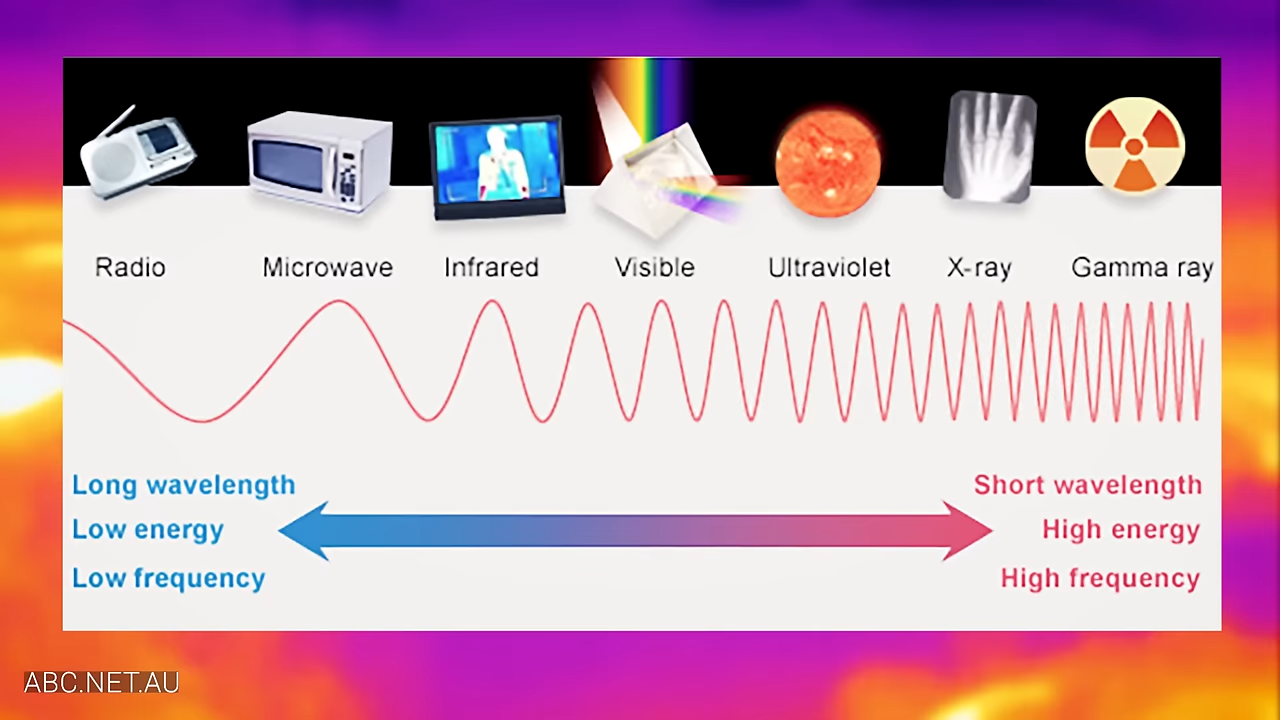 Radio Microwave Infrared Visible Ultraviolet X-ray Gamma ray
Long wavelength Short wavelength
Low energy High energy
Low frequency High frequency
ABC.NET.AU